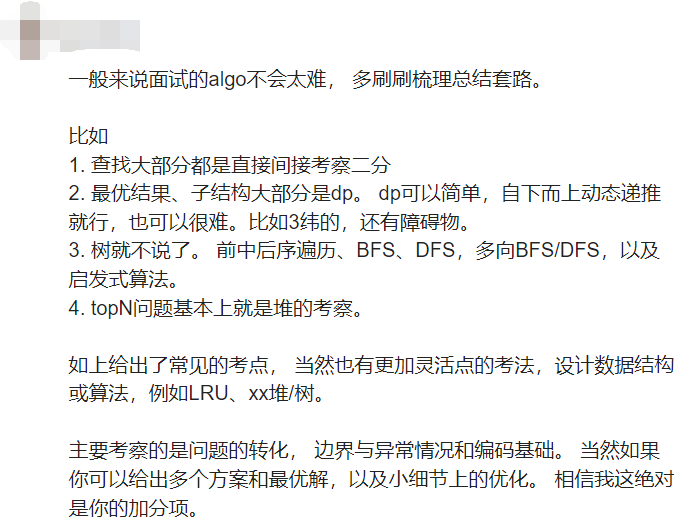 一般来说面试的algo不会太难， 多刷刷梳理总结套路。
比如
1. 查找大部分都是直接间接考察二分
2. 最优结果、子结构大部分是dp。 dp可以简单，自下而上动态递推
就行，也可以很难。比如3纬的，还有障碍物。
3. 树就不说了。 前中后序遍历、BFS、DFS，多向BFS/DFS，以及
启发式算法。
4. topN问题基本上就是堆的考察。
如上给出了常见的考点， 当然也有更加灵活点的考法，设计数据结构
或算法，例如LRU、xx堆/树。
主要考察的是问题的转化， 边界与异常情况和编码基础。 当然如果
你可以给出多个方案和最优解，以及小细节上的优化。 相信我这绝对
是你的加分项。